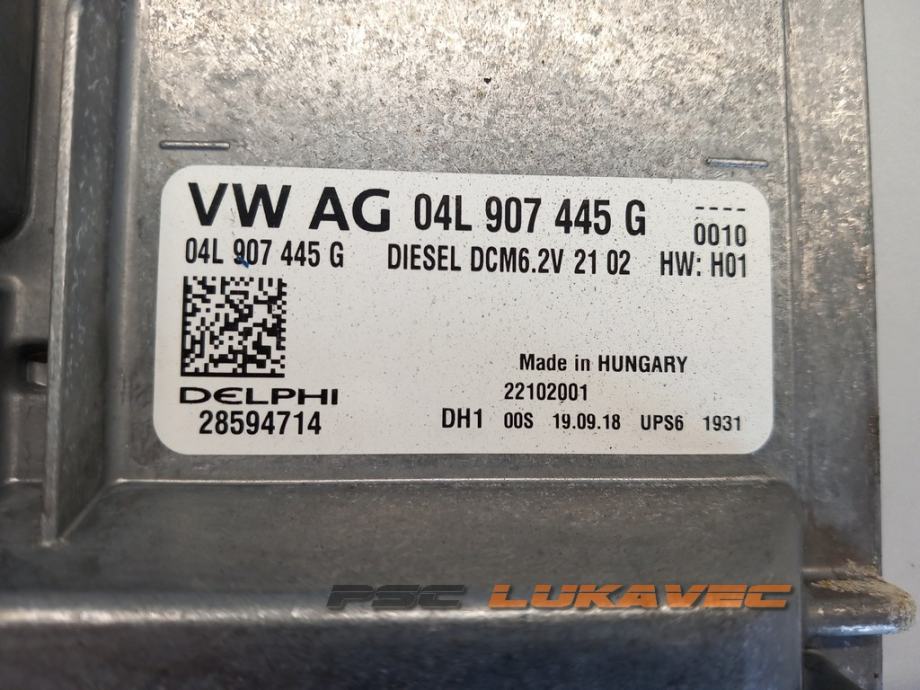 VW AG 04L 907 445 G ----
0010
04L 907 445 G DIESEL DCM6.2V 21 02 HW: H01
Made in HUNGARY
DELPHI 22102001
28594714 DH1 00S 19.09.18 UPS6 1931
PSC LUKAVEC